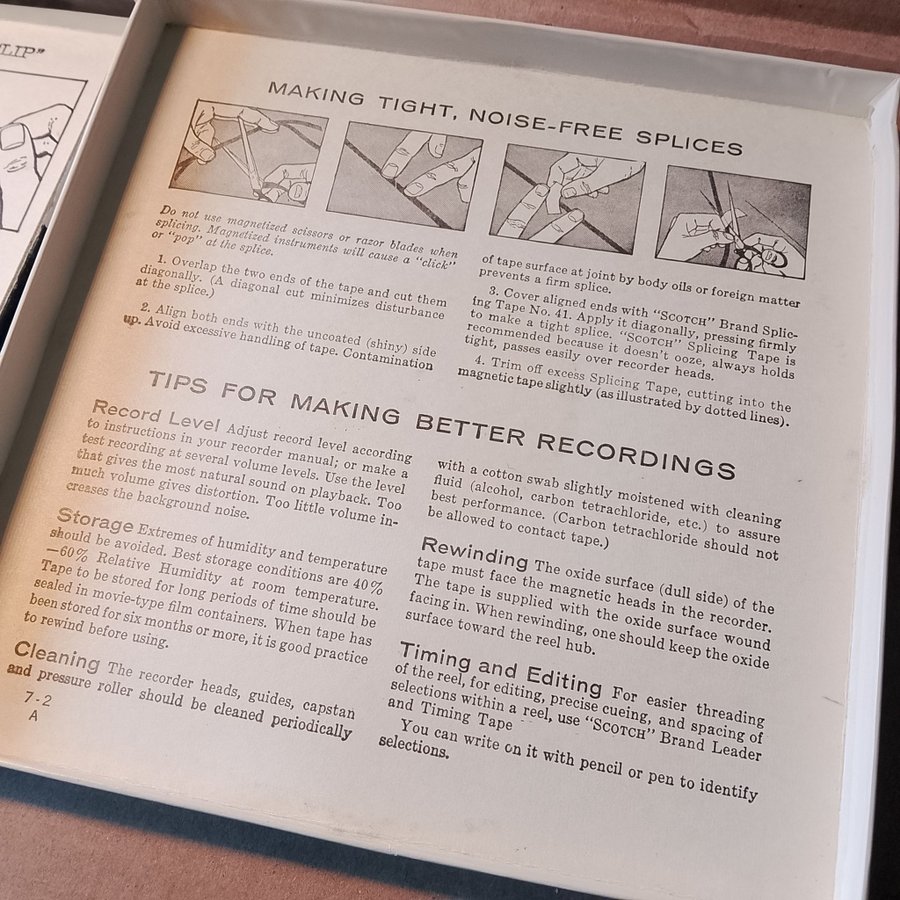 LIP"
MAKING TIGHT, NOISE-FREE SPLICES
Do not use magnetized scissors or razor blades when
splicing. Magnetized instruments will cause a "click"
or "pop" at the splice.
1. Overlap the two ends of the tape and cut them
diagonally. (A diagonal cut minimizes disturbance
at the splice.)
2. Align both ends with the uncoated (shiny) side
up. Avoid excessive handling of tape. Contamination
of tape surface at joint by body oils or foreign matter
prevents a firm splice.
3. Cover aligned ends with "SCOTCH" Brand Splic-
ing Tape No. 41. Apply it diagonally, pressing firmly
to make a tight splice. "SCOTCH" Splicing Tape is
recommended because it doesn't ooze, always holds
tight, passes easily over recorder heads.
4. Trim off excess Splicing Tape, cutting into the
magnetic tape slightly (as illustrated by dotted lines).
TIPS FOR MAKING BETTER RECORDINGS
Record Level Adjust record level according
to instructions in your recorder manual; or make a
test recording at several volume levels. Use the level
that gives the most natural sound on playback. Too
much volume gives distortion. Too little volume in-
creases the background noise.
Storage Extremes of humidity and temperature
should be avoided. Best storage conditions are 40%
—60% Relative Humidity at room temperature.
Tape to be stored for long periods of time should be
sealed in movie-type film containers. When tape has
been stored for six months or more, it is good practice
to rewind before using.
Cleaning The recorder heads, guides, capstan
and pressure roller should be cleaned periodically
with a cotton swab slightly moistened with cleaning
fluid (alcohol, carbon tetrachloride, etc.) to assure
best performance. (Carbon tetrachloride should not
be allowed to contact tape.)
Rewinding The oxide surface (dull side) of the
tape must face the magnetic heads in the recorder.
The tape is supplied with the oxide surface wound
facing in. When rewinding, one should keep the oxide
surface toward the reel hub.
Timing and Editing For easier threading
of the reel, for editing, precise cueing, and spacing of
selections within a reel, use "SCOTCH" Brand Leader
and Timing Tape
You can write on it with pencil or pen to identify
selections.
7-2
A